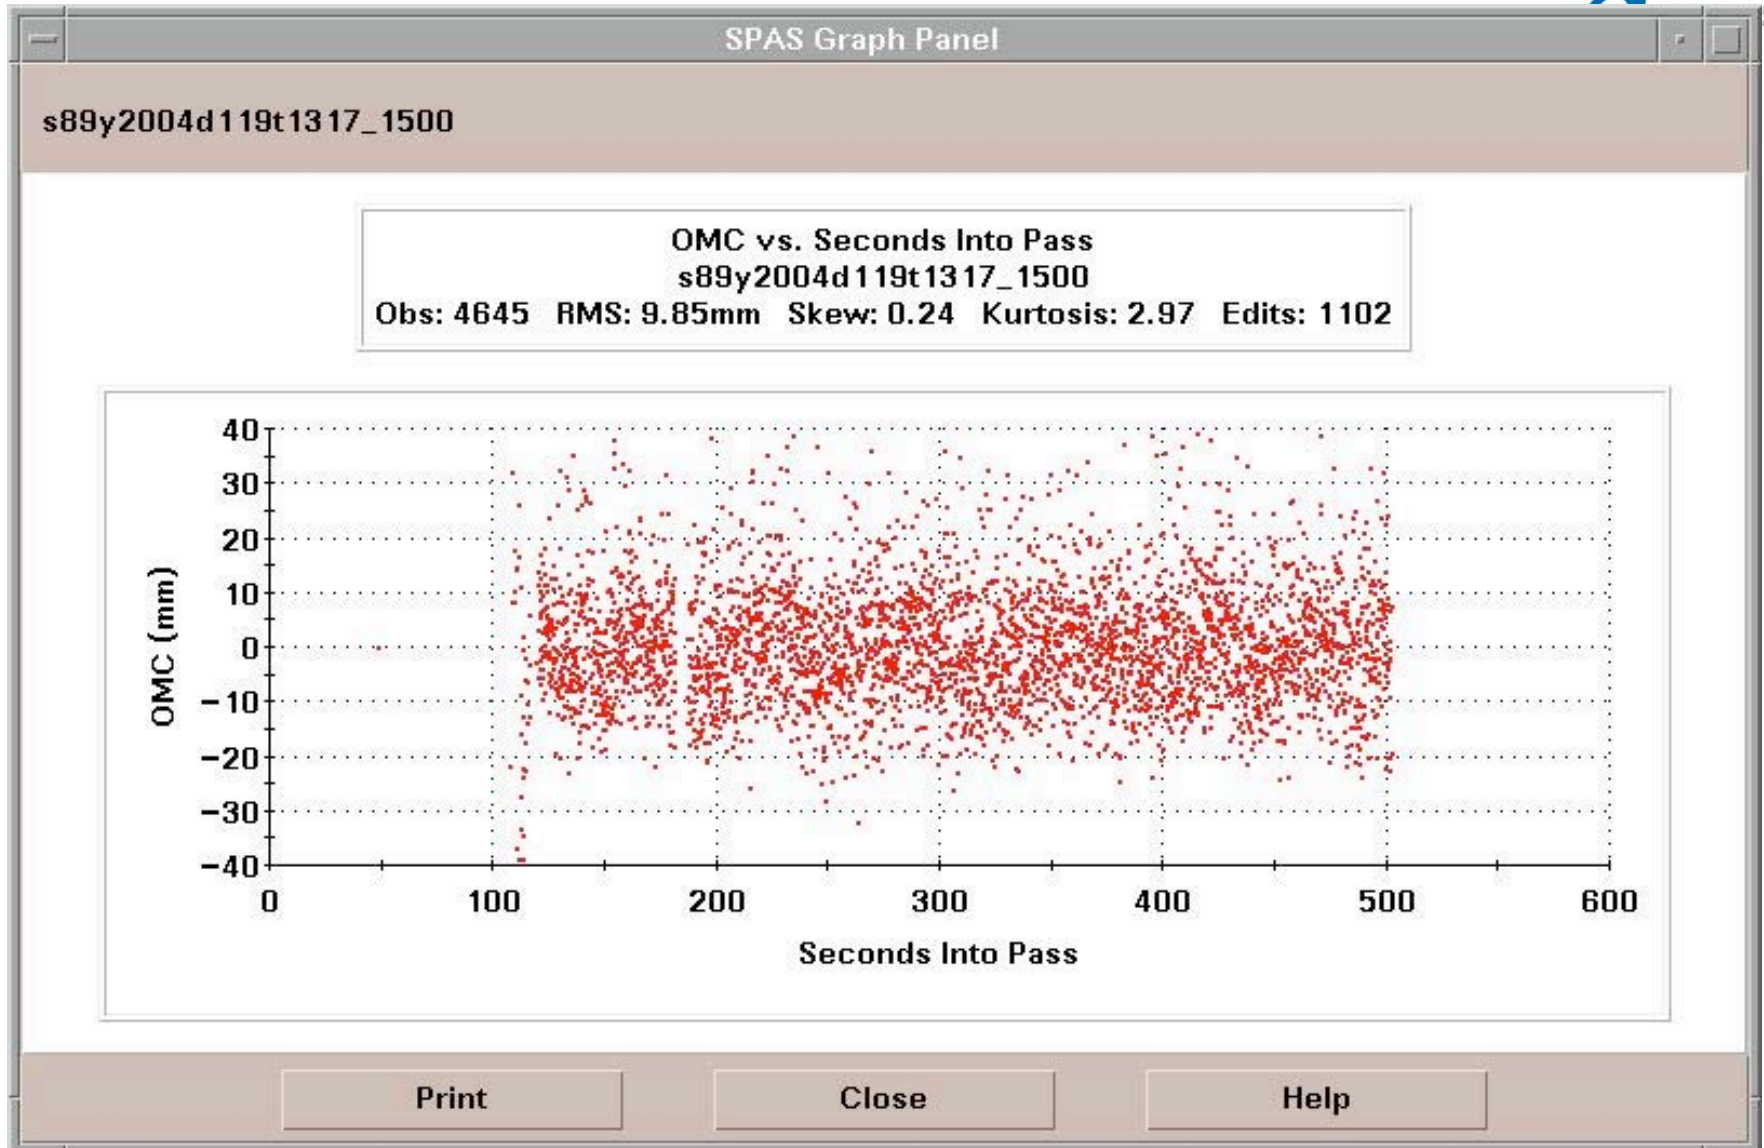 SPAS Graph Panel
s89y2004d119t1317_1500
OMC vs. Seconds Into Pass
s89y2004d119t1317_1500
Obs: 4645 RMS: 9.85mm Skew: 0.24 Kurtosis: 2.97 Edits: 1102
OMC (mm)
40
30
20
10
0
−10
−20
−30
−40
0 100 200 300 400 500 600
Seconds Into Pass
Print Close Help